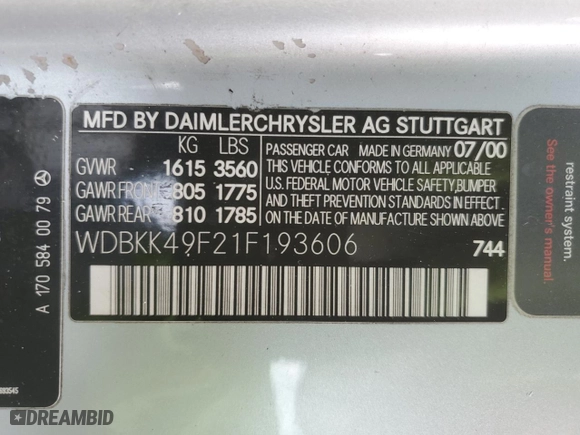 MFD BY DAIMLERCHRYSLER AG STUTTGART
KG LBS
GVWR 1615 3560
GAWR FRONT 805 1775
GAWR REAR 810 1785
PASSENGER CAR MADE IN GERMANY 07/00
THIS VEHICLE CONFORMS TO ALL APPLICABLE
U.S. FEDERAL MOTOR VEHICLE SAFETY,BUMPER
AND THEFT PREVENTION STANDARDS IN EFFECT
ON THE DATE OF MANUFACTURE SHOWN ABOVE.
WDBKK49F21F193606
744
A 170 584 00 79
restraint system.
See the owner's manual.
DREAMBID